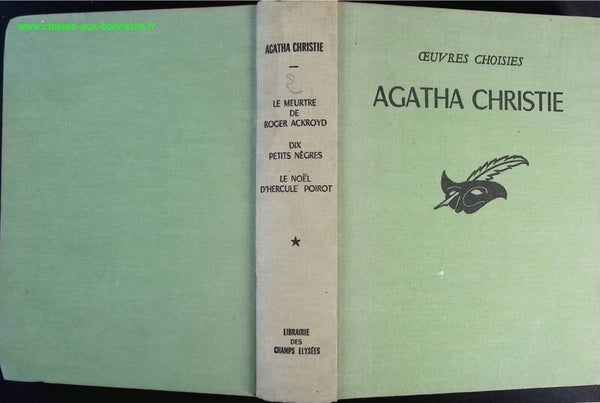 www.chasse-aux-bonheurs.fr
AGATHA CHRISTIE
LE MEURTRE
DE
ROGER ACKROYD
DIX
PETITS NÈGRES
LE NOËL
D'HERCULE POIROT
LIBRAIRIE
DES
CHAMPS ELYSÉES
ŒUVRES CHOISIES
AGATHA CHRISTIE